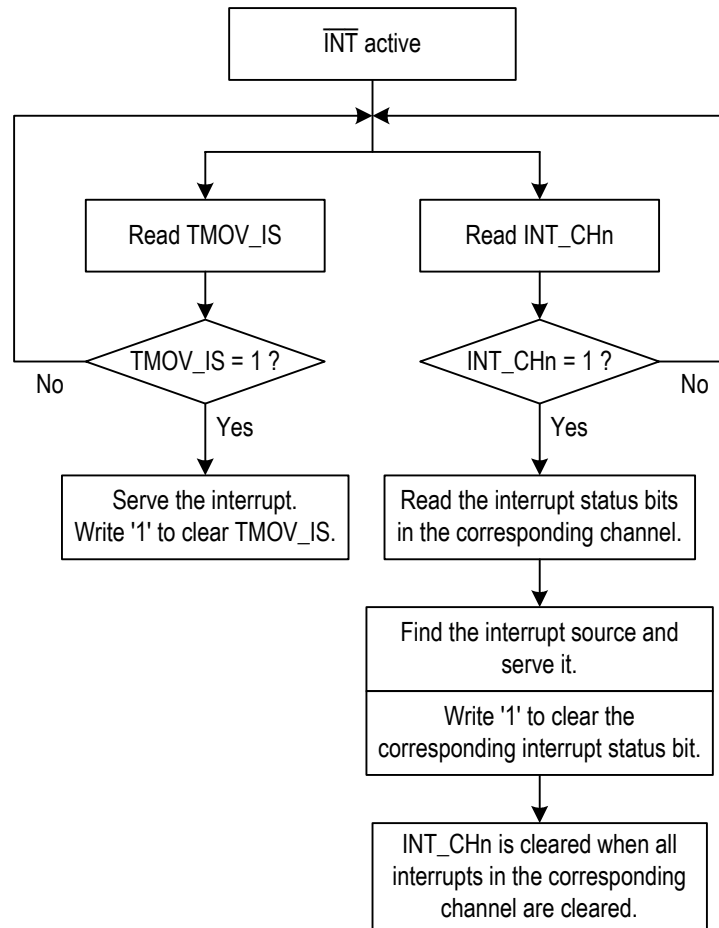 INT active
Read TMOV_IS
Read INT_CHn
TMOV_IS = 1 ?
INT_CHn = 1 ?
No
No
Yes
Yes
Serve the interrupt.
Write '1' to clear TMOV_IS.
Read the interrupt status bits
in the corresponding channel.
Find the interrupt source and
serve it.
Write '1' to clear the
corresponding interrupt status bit.
INT_CHn is cleared when all
interrupts in the corresponding
channel are cleared.